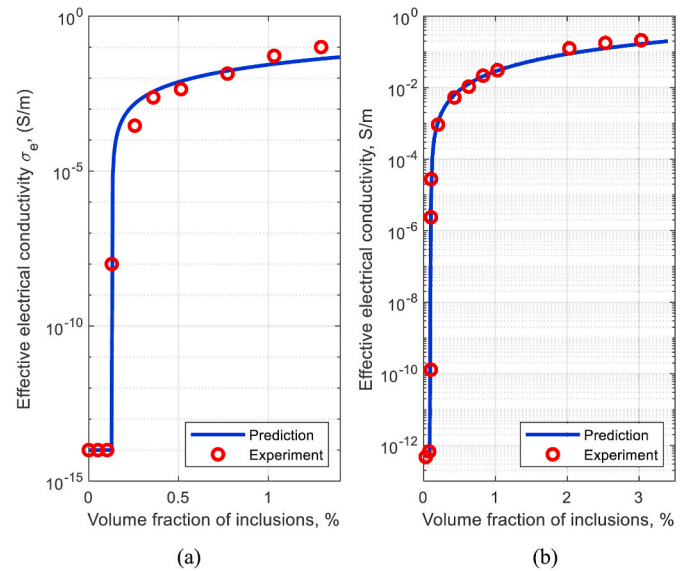 10^0
10^-5
10^-10
10^-15
Effective electrical conductivity σ_e, (S/m)
Prediction
Experiment
0
0.5
1
Volume fraction of inclusions, %
(a)
10^0
10^-2
10^-4
10^-6
10^-8
10^-10
10^-12
Effective electrical conductivity, S/m
Prediction
Experiment
0
1
2
3
Volume fraction of inclusions, %
(b)